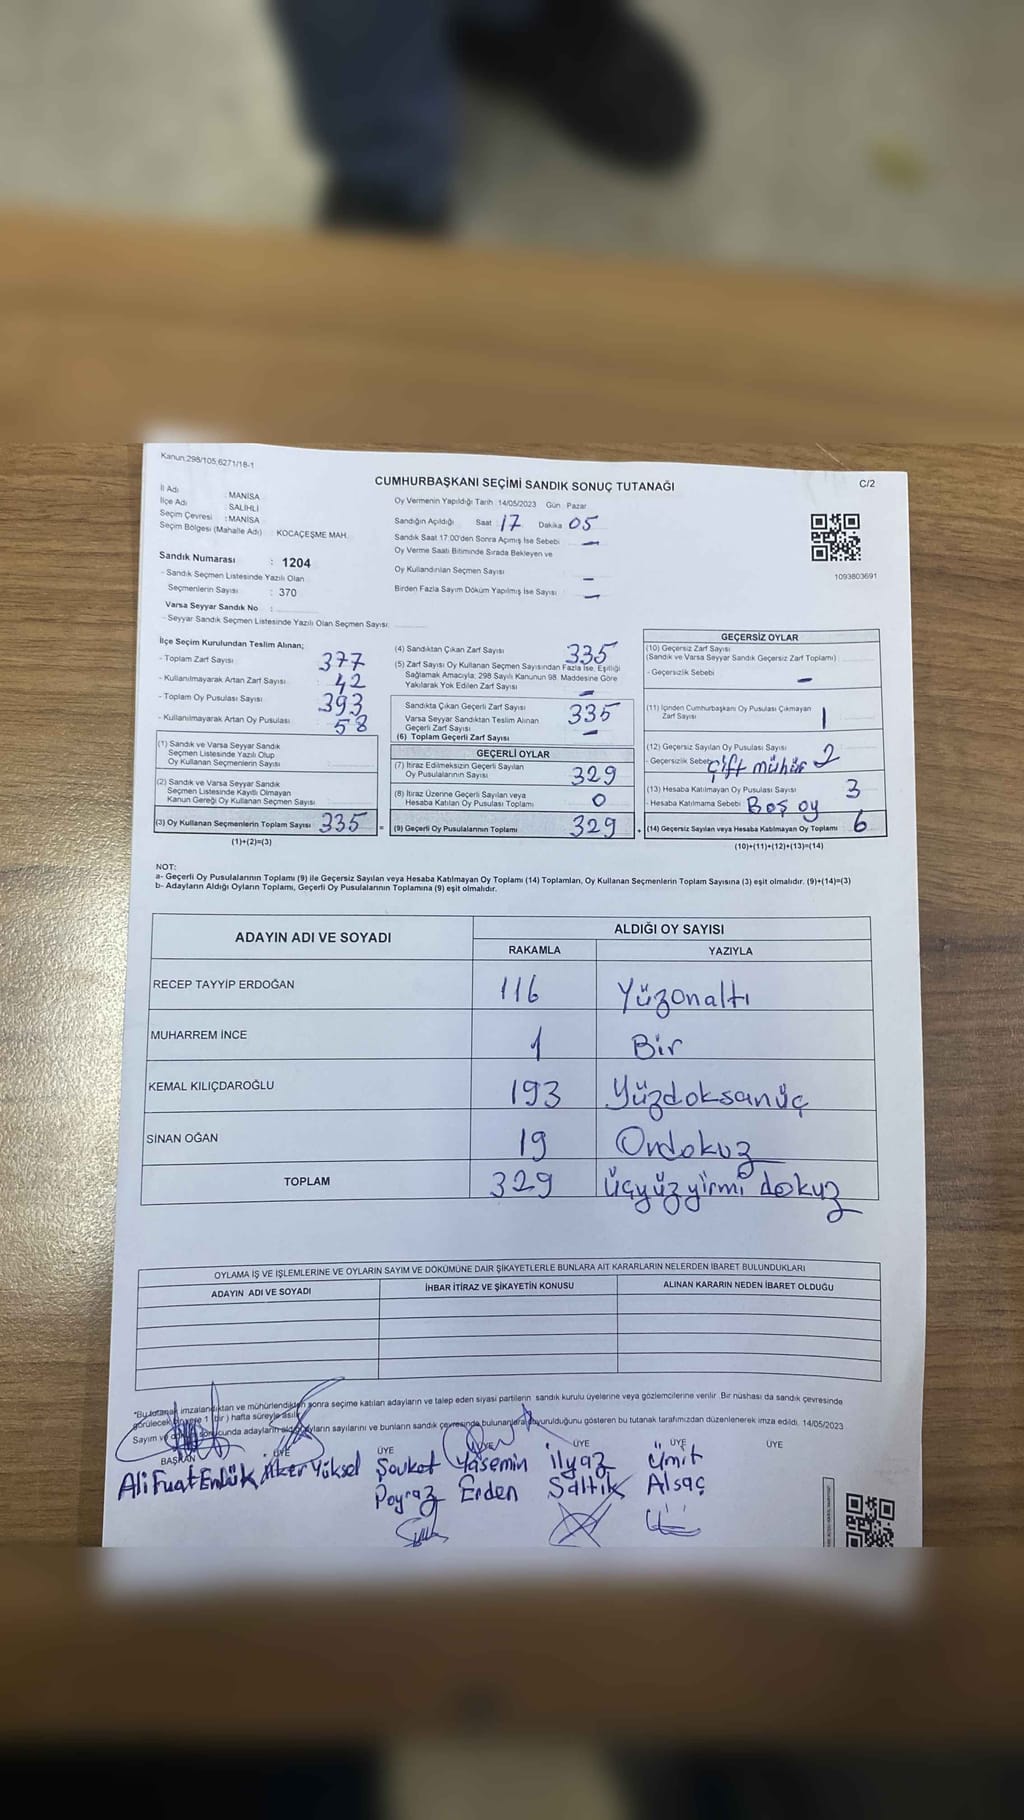 Kanun:298/105;6271/18-1
C/2
CUMHURBAŞKANI SEÇİMİ SANDIK SONUÇ TUTANAĞI
İl Adı : MANİSA
İlçe Adı : SALİHLİ
Seçim Çevresi : MANİSA
Seçim Bölgesi (Mahalle Adı) : KOCAÇEŞME MAH.
Sandık Numarası : 1204
- Sandık Seçmen Listesinde Yazılı Olan
Seçmenlerin Sayısı : 370
Varsa Seyyar Sandık No :
- Seyyar Sandık Seçmen Listesinde Yazılı Olan Seçmen Sayısı:
Oy Vermenin Yapıldığı Tarih :14/05/2023 Gün : Pazar
Sandığın Açıldığı Saat 17 Dakika 05
Sandık Saat 17:00'den Sonra Açılmış İse Sebebi —
Oy Verme Saati Bitiminde Sırada Bekleyen ve
Oy Kullandırılan Seçmen Sayısı —
Birden Fazla Sayım Döküm Yapılmış İse Sayısı —
1093803691
İlçe Seçim Kurulundan Teslim Alınan;
- Toplam Zarf Sayısı : 377
- Kullanılmayarak Artan Zarf Sayısı : 42
- Toplam Oy Pusulası Sayısı : 393
- Kullanılmayarak Artan Oy Pusulası : 58
(1) Sandık ve Varsa Seyyar Sandık
Seçmen Listesinde Yazılı Olup
Oy Kullanan Seçmenlerin Sayısı :
(2) Sandık ve Varsa Seyyar Sandık
Seçmen Listesinde Kayıtlı Olmayan
Kanun Gereği Oy Kullanan Seçmen Sayısı :
(3) Oy Kullanan Seçmenlerin Toplam Sayısı : 335 =
(1)+(2)=(3)
(4) Sandıktan Çıkan Zarf Sayısı 335
(5) Zarf Sayısı Oy Kullanan Seçmen Sayısından Fazla İse, Eşitliği
Sağlamak Amacıyla; 298 Sayılı Kanunun 98. Maddesine Göre
Yakılarak Yok Edilen Zarf Sayısı —
Sandıkta Çıkan Geçerli Zarf Sayısı 335
Varsa Seyyar Sandıktan Teslim Alınan
Geçerli Zarf Sayısı —
(6) Toplam Geçerli Zarf Sayısı
GEÇERLİ OYLAR
(7) İtiraz Edilmeksizin Geçerli Sayılan
Oy Pusulalarının Sayısı 329
(8) İtiraz Üzerine Geçerli Sayılan veya
Hesaba Katılan Oy Pusulası Toplamı 0
(9) Geçerli Oy Pusulalarının Toplamı 329 +
GEÇERSİZ OYLAR
(10) Geçersiz Zarf Sayısı
(Sandık ve Varsa Seyyar Sandık Geçersiz Zarf Toplamı)
- Geçersizlik Sebebi —
(11) İçinden Cumhurbaşkanı Oy Pusulası Çıkmayan
Zarf Sayısı 1
(12) Geçersiz Sayılan Oy Pusulası Sayısı 2
- Geçersizlik Sebebi Çift mühür
(13) Hesaba Katılmayan Oy Pusulası Sayısı 3
- Hesaba Katılmama Sebebi Boş oy
(14) Geçersiz Sayılan veya Hesaba Katılmayan Oy Toplamı 6
(10)+(11)+(12)+(13)=(14)
NOT:
a- Geçerli Oy Pusulalarının Toplamı (9) ile Geçersiz Sayılan veya Hesaba Katılmayan Oy Toplamı (14) Toplamları, Oy Kullanan Seçmenlerin Toplam Sayısına (3) eşit olmalıdır. (9)+(14)=(3)
b- Adayların Aldığı Oyların Toplamı, Geçerli Oy Pusulalarının Toplamına (9) eşit olmalıdır.
ADAYIN ADI VE SOYADI ALDIĞI OY SAYISI
RAKAMLA YAZIYLA
RECEP TAYYİP ERDOĞAN 116 Yüzonaltı
MUHARREM İNCE 1 Bir
KEMAL KILIÇDAROĞLU 193 Yüzdoksanüç
SİNAN OĞAN 19 Ondokuz
TOPLAM 329 üçyüzyirmi dokuz
OYLAMA İŞ VE İŞLEMLERİNE VE OYLARIN SAYIM VE DÖKÜMÜNE DAİR ŞİKAYETLERLE BUNLARA AİT KARARLARIN NELERDEN İBARET BULUNDUKLARI
ADAYIN ADI VE SOYADI İHBAR İTİRAZ VE ŞİKAYETİN KONUSU ALINAN KARARIN NEDEN İBARET OLDUĞU
"Bu tutanak imzalandıktan ve mühürlendikten sonra seçime katılan adayların ve talep eden siyasi partilerin sandık kurulu üyelerine veya gözlemcilerine verilir. Bir nüshası da sandık çevresinde
görülecek bir yere 1 (bir) hafta süreyle asılır.
Sayım ve sonucunda adayların aldığı oyların sayılarını ve bunların sandık çevresinde bulunanlara duyurulduğunu gösteren bu tutanak tarafımızdan düzenlenerek imza edildi. 14/05/2023
BAŞKAN ÜYE ÜYE ÜYE ÜYE ÜYE ÜYE
Ali Fuat Enlük İlker Yüksel Şevket Yasemin İlyaz Ümit
Poyraz Erden Saltık Alsaç